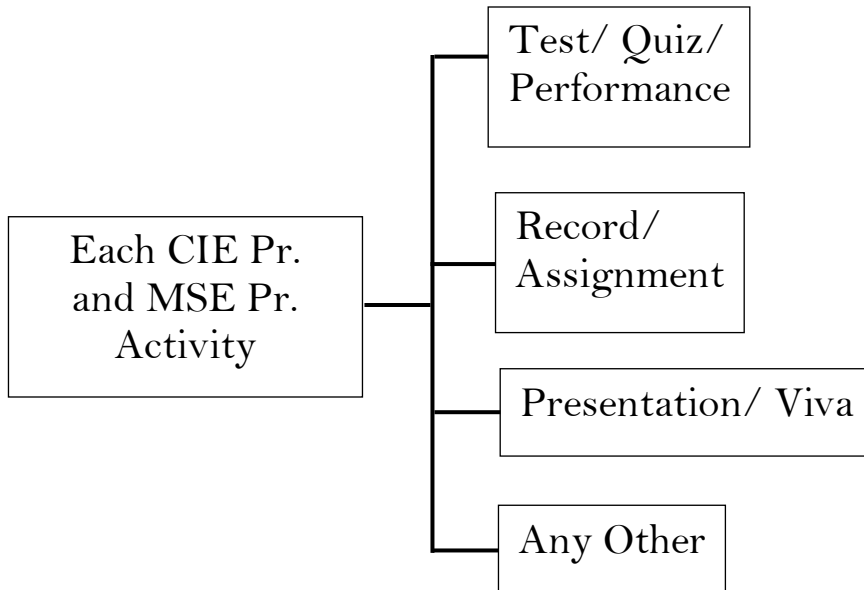 Test/ Quiz/
Performance
Each CIE Pr.
and MSE Pr.
Activity
Record/
Assignment
Presentation/ Viva
Any Other